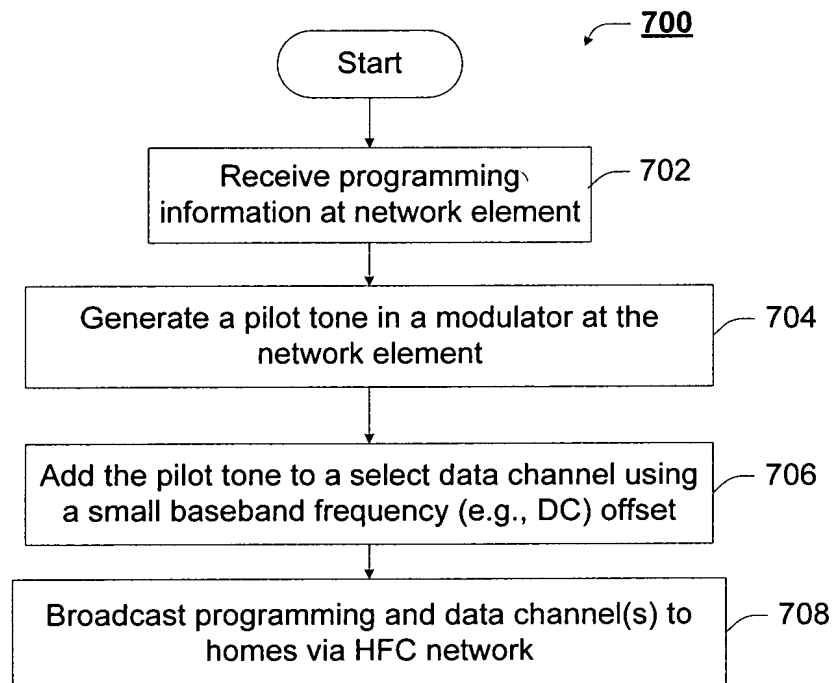 700
Start
Receive programming
information at network element
702
Generate a pilot tone in a modulator at the
network element
704
Add the pilot tone to a select data channel using
a small baseband frequency (e.g., DC) offset
706
Broadcast programming and data channel(s) to
homes via HFC network
708